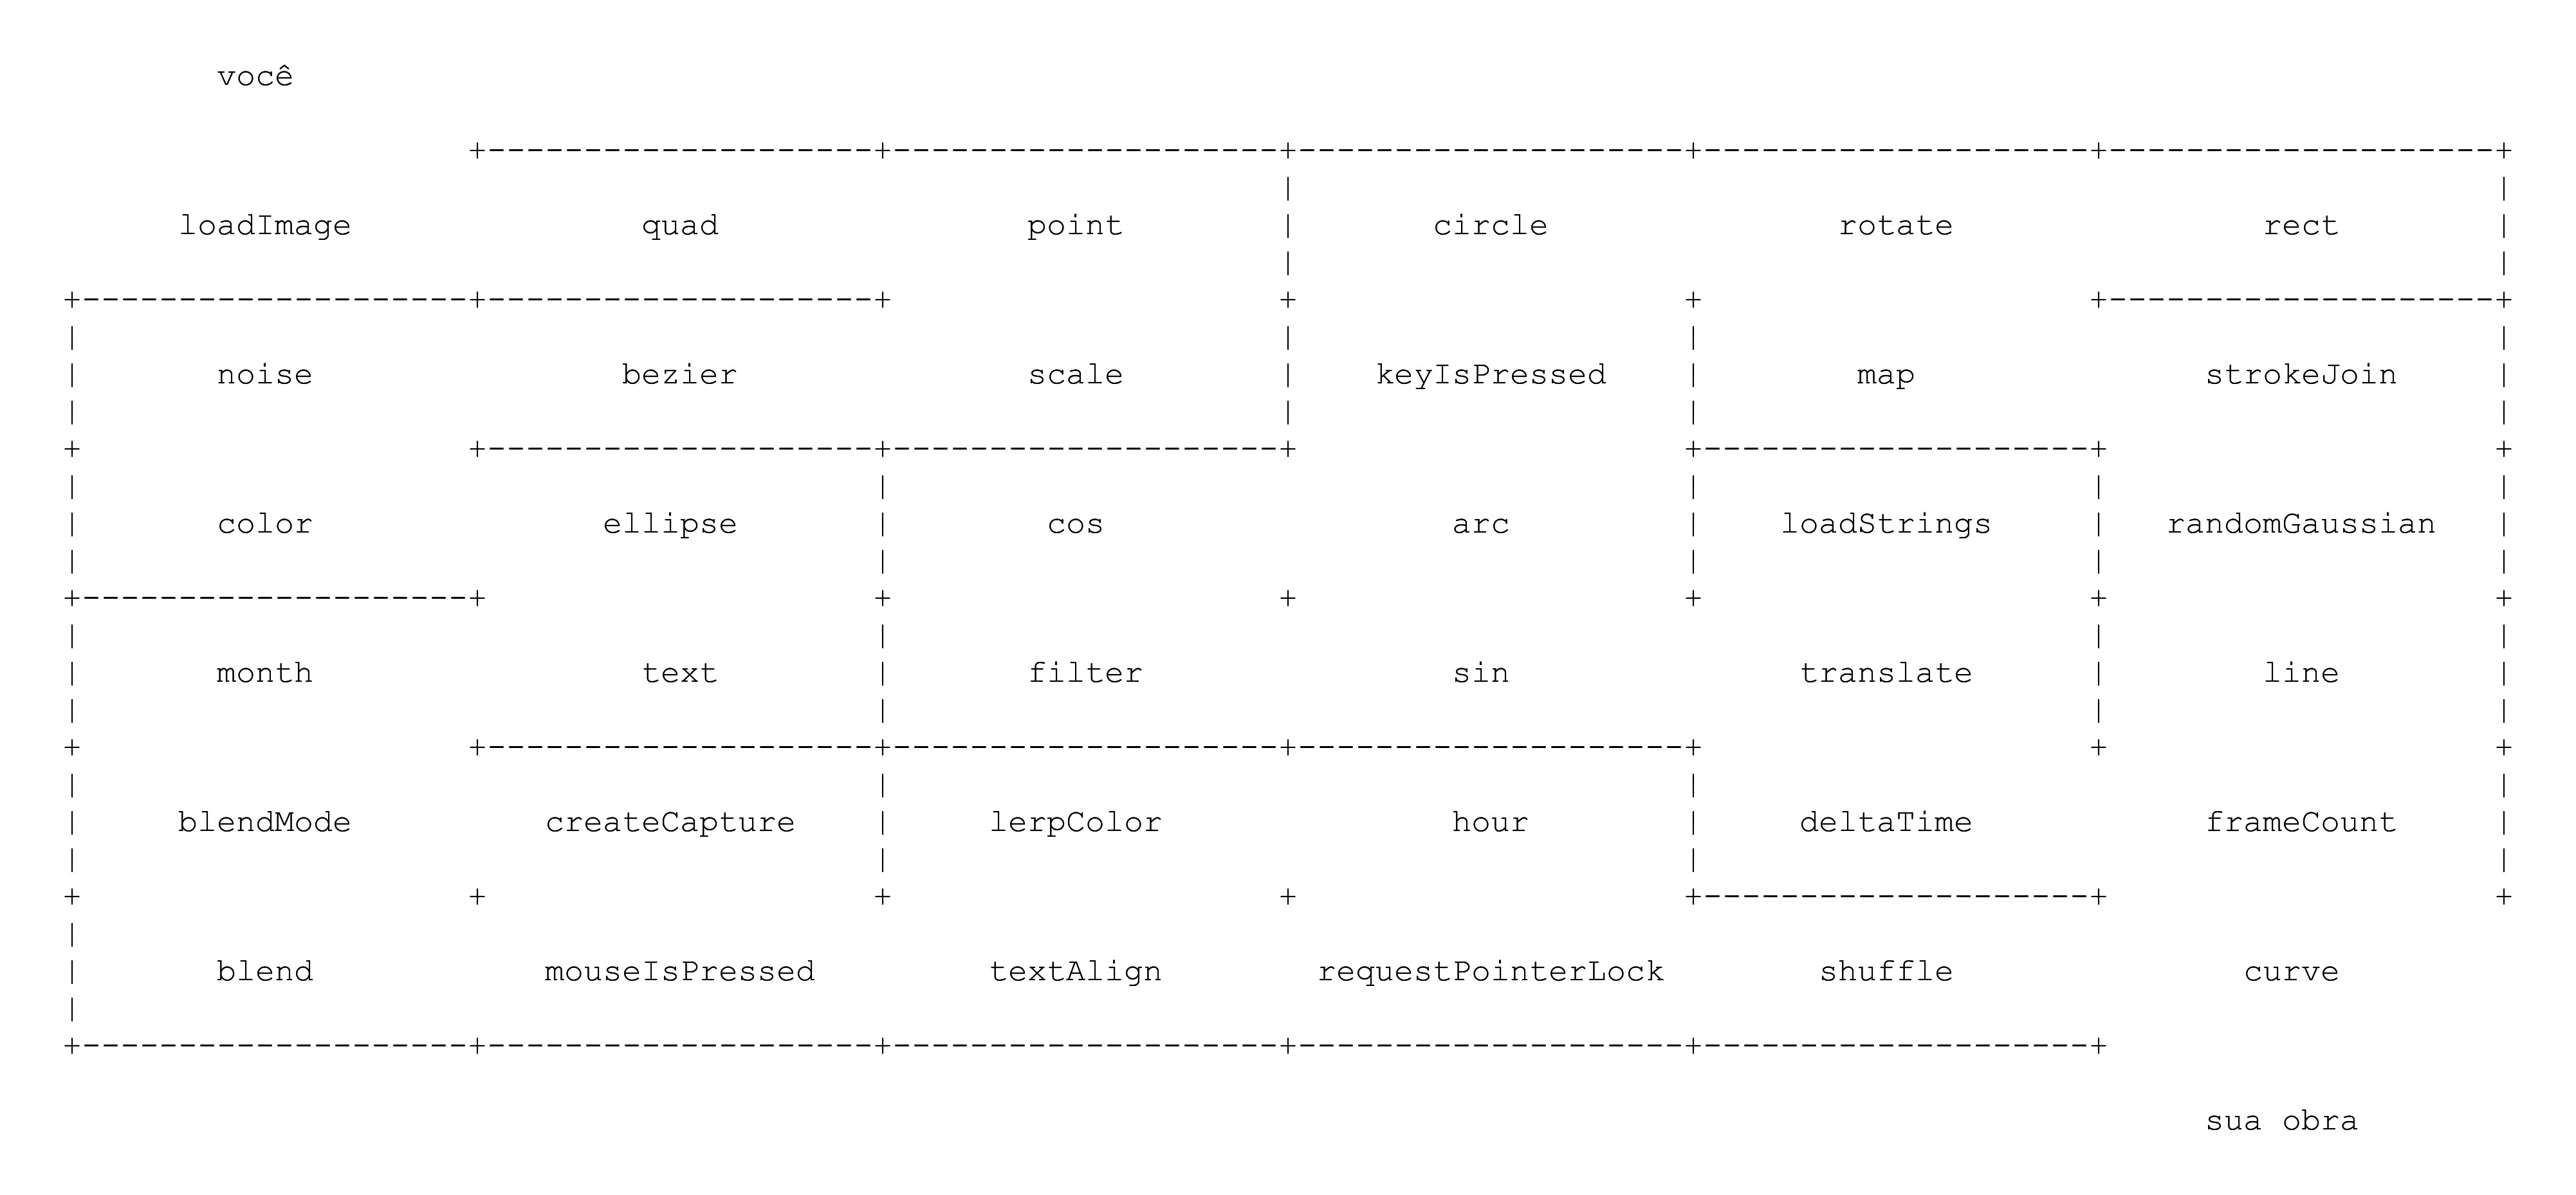 você
loadImage quad point circle rotate rect
noise bezier scale keyIsPressed map strokeJoin
color ellipse cos arc loadStrings randomGaussian
month text filter sin translate line
blendMode createCapture lerpColor hour deltaTime frameCount
blend mouseIsPressed textAlign requestPointerLock shuffle curve
sua obra